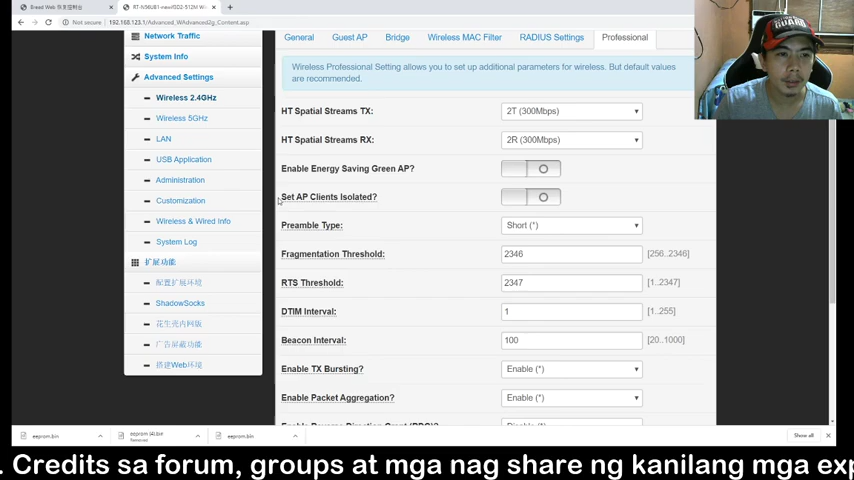 Bread Web 恢复控制台
RT-N56UB1-newifiD2-512M W
Not secure 192.168.123.1/Advanced_WAdvanced2g_Content.asp
Network Traffic
System Info
Advanced Settings
Wireless 2.4GHz
Wireless 5GHz
LAN
USB Application
Administration
Customization
Wireless & Wired Info
System Log
扩展功能
配置扩展环境
ShadowSocks
花生壳内网版
广告屏蔽功能
搭建Web环境
General Guest AP Bridge Wireless MAC Filter RADIUS Settings Professional
Wireless Professional Setting allows you to set up additional parameters for wireless. But default values
are recommended.
HT Spatial Streams TX: 2T (300Mbps)
HT Spatial Streams RX: 2R (300Mbps)
Enable Energy Saving Green AP?
Set AP Clients Isolated?
Preamble Type: Short (*)
Fragmentation Threshold: 2346 [256..2346]
RTS Threshold: 2347 [1..2347]
DTIM Interval: 1 [1..255]
Beacon Interval: 100 [20..1000]
Enable TX Bursting? Enable (*)
Enable Packet Aggregation? Enable (*)
eeprom.bin eeprom (4).bin eeprom.bin Show all
Removed
. Credits sa forum, groups at mga nag share ng kanilang mga exp